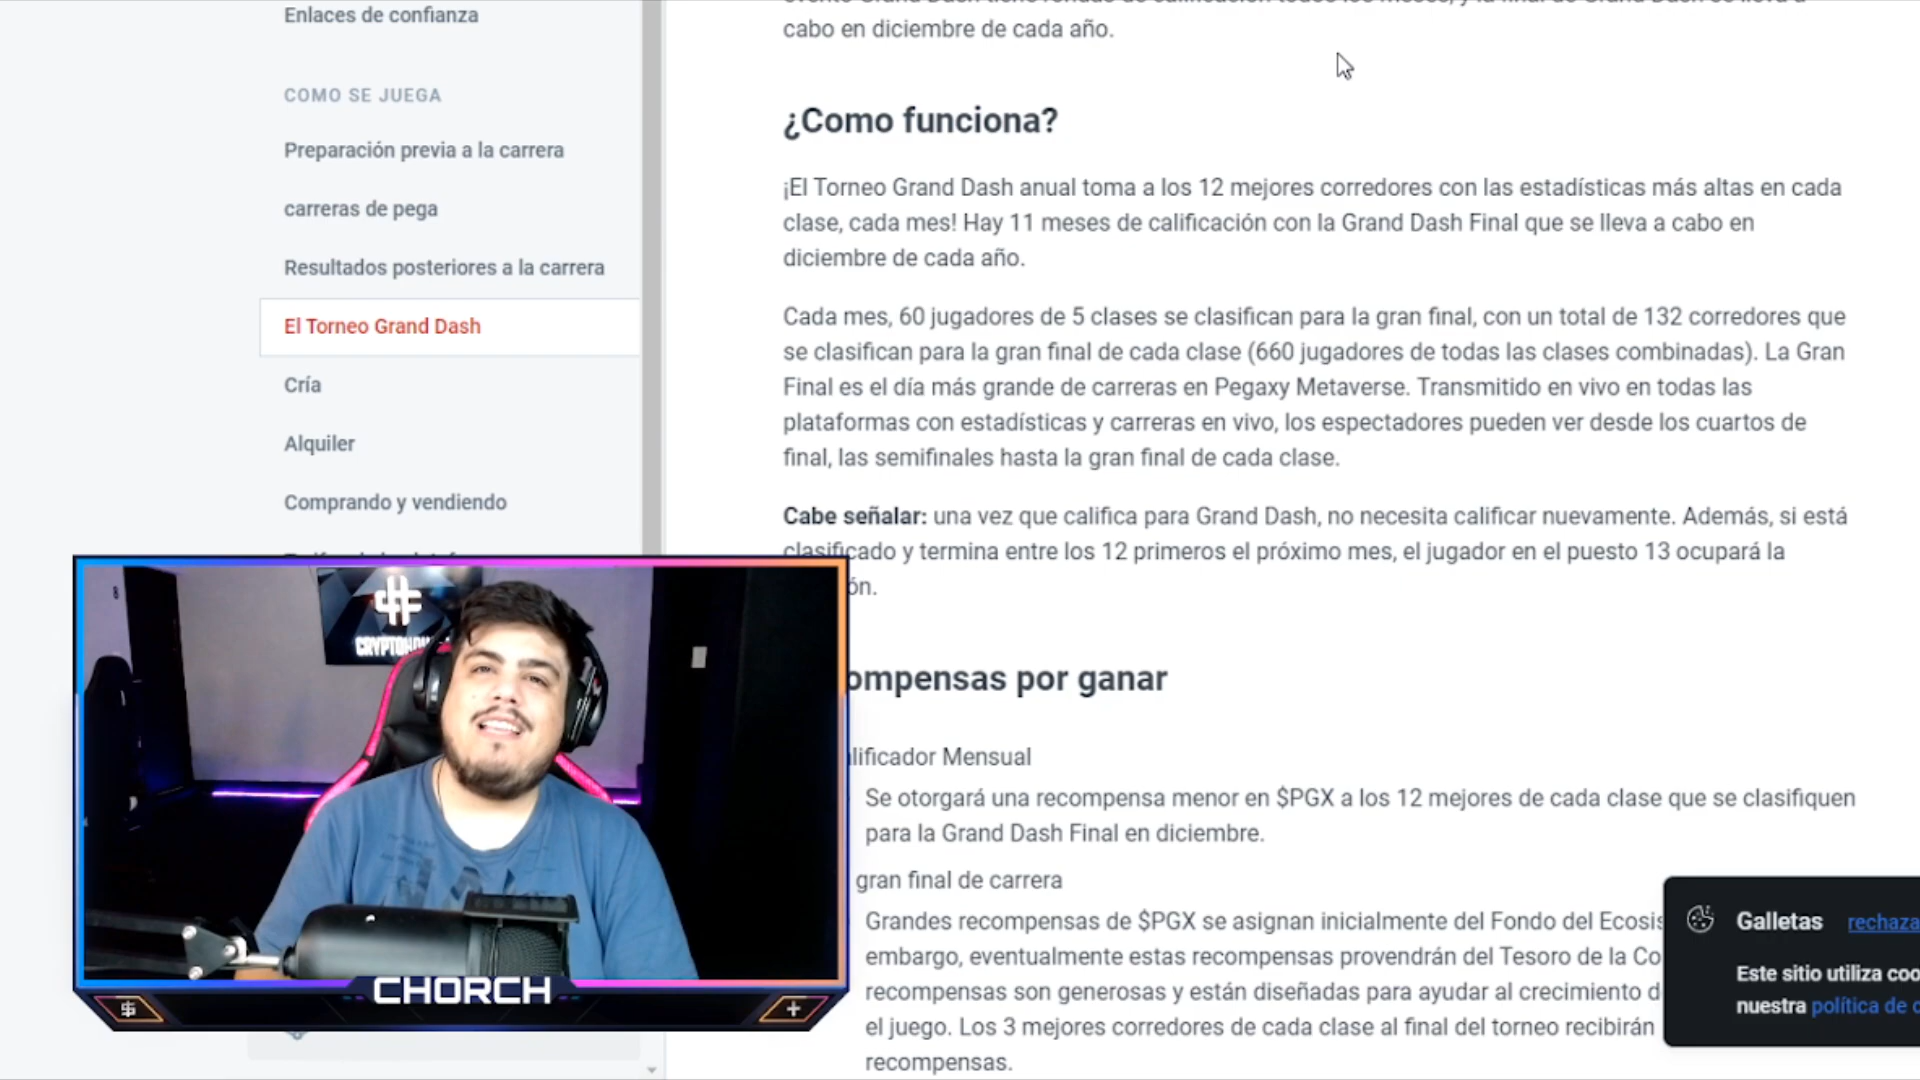 Enlaces de confianza
COMO SE JUEGA
Preparación previa a la carrera
carreras de pega
Resultados posteriores a la carrera
El Torneo Grand Dash
Cría
Alquiler
Comprando y vendiendo
cabo en diciembre de cada año.
¿Como funciona?
¡El Torneo Grand Dash anual toma a los 12 mejores corredores con las estadísticas más altas en cada
clase, cada mes! Hay 11 meses de calificación con la Grand Dash Final que se lleva a cabo en
diciembre de cada año.
Cada mes, 60 jugadores de 5 clases se clasifican para la gran final, con un total de 132 corredores que
se clasifican para la gran final de cada clase (660 jugadores de todas las clases combinadas). La Gran
Final es el día más grande de carreras en Pegaxy Metaverse. Transmitido en vivo en todas las
plataformas con estadísticas y carreras en vivo, los espectadores pueden ver desde los cuartos de
final, las semifinales hasta la gran final de cada clase.
Cabe señalar: una vez que califica para Grand Dash, no necesita calificar nuevamente. Además, si está
clasificado y termina entre los 12 primeros el próximo mes, el jugador en el puesto 13 ocupará la
ón.
ompensas por ganar
lificador Mensual
Se otorgará una recompensa menor en $PGX a los 12 mejores de cada clase que se clasifiquen
para la Grand Dash Final en diciembre.
gran final de carrera
Grandes recompensas de $PGX se asignan inicialmente del Fondo del Ecosis
embargo, eventualmente estas recompensas provendrán del Tesoro de la Co
recompensas son generosas y están diseñadas para ayudar al crecimiento d
el juego. Los 3 mejores corredores de cada clase al final del torneo recibirán
recompensas.
Galletas rechaza
Este sitio utiliza coo
nuestra política de c
CHORCH